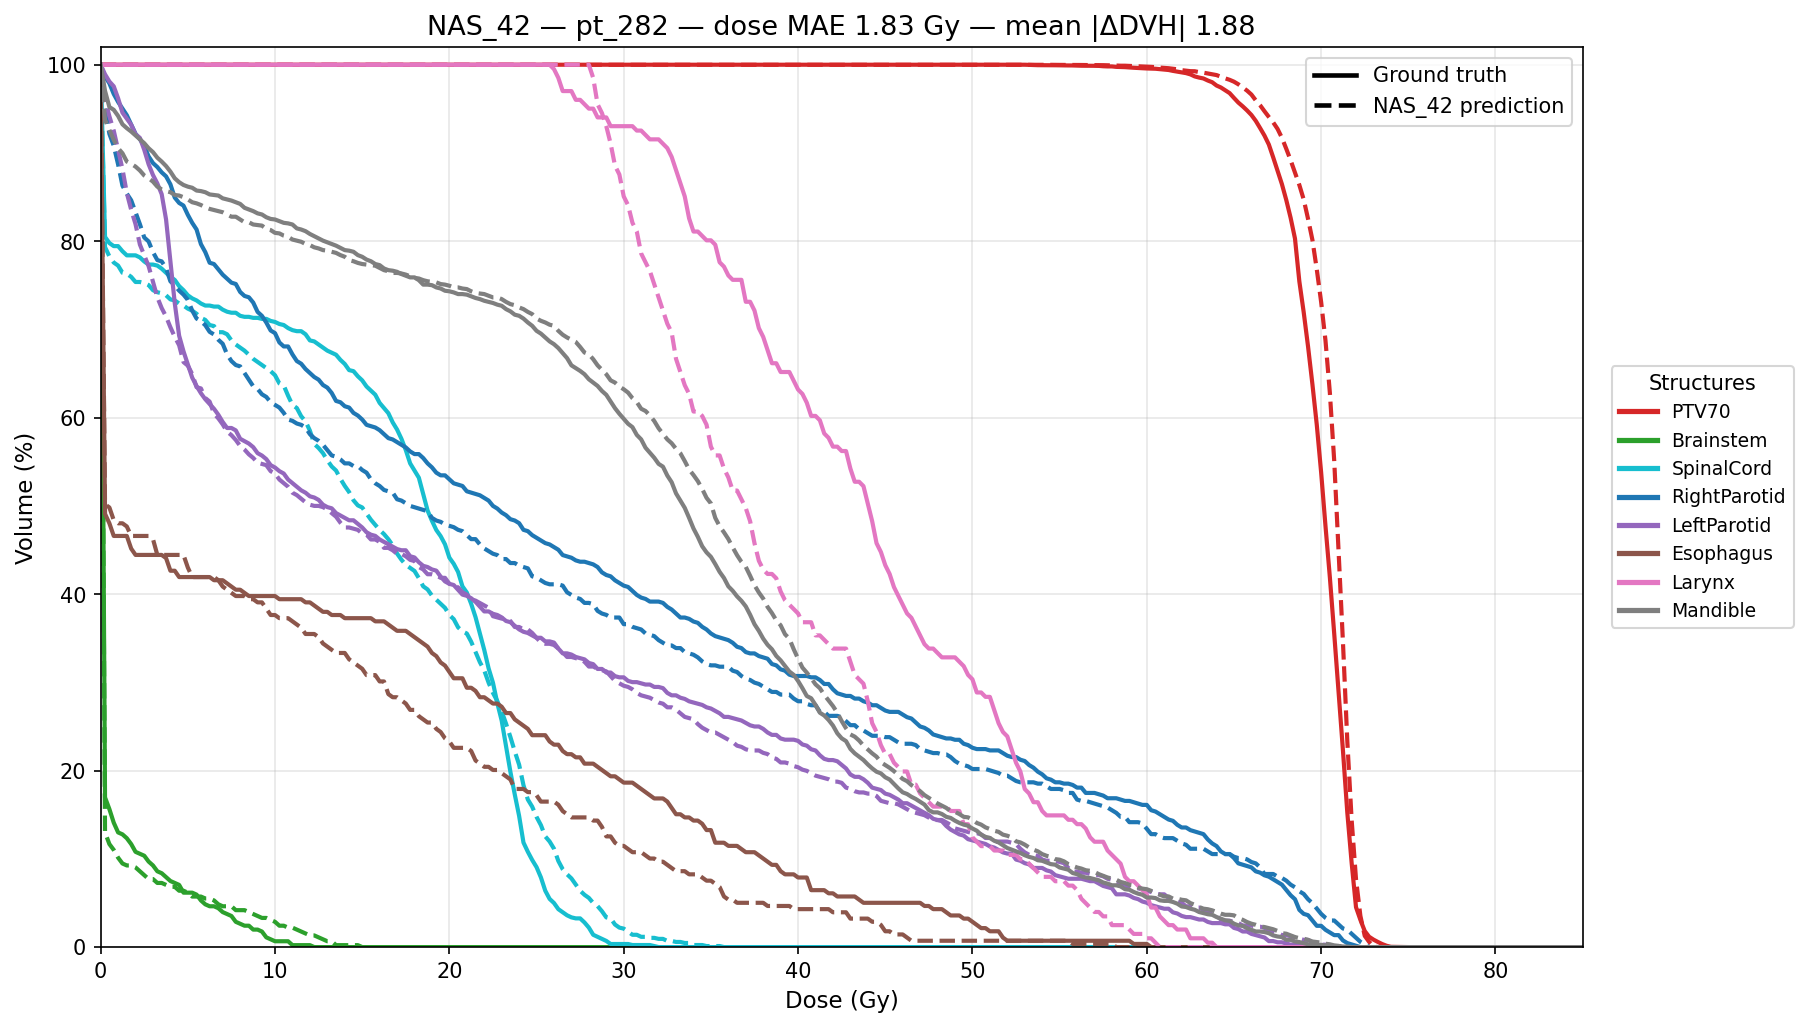 NAS_42 — pt_282 — dose MAE 1.83 Gy — mean |ΔDVH| 1.88
Ground truth
NAS_42 prediction
Volume (%)
100
80
60
40
20
0
0 10 20 30 40 50 60 70 80
Dose (Gy)
Structures
PTV70
Brainstem
SpinalCord
RightParotid
LeftParotid
Esophagus
Larynx
Mandible